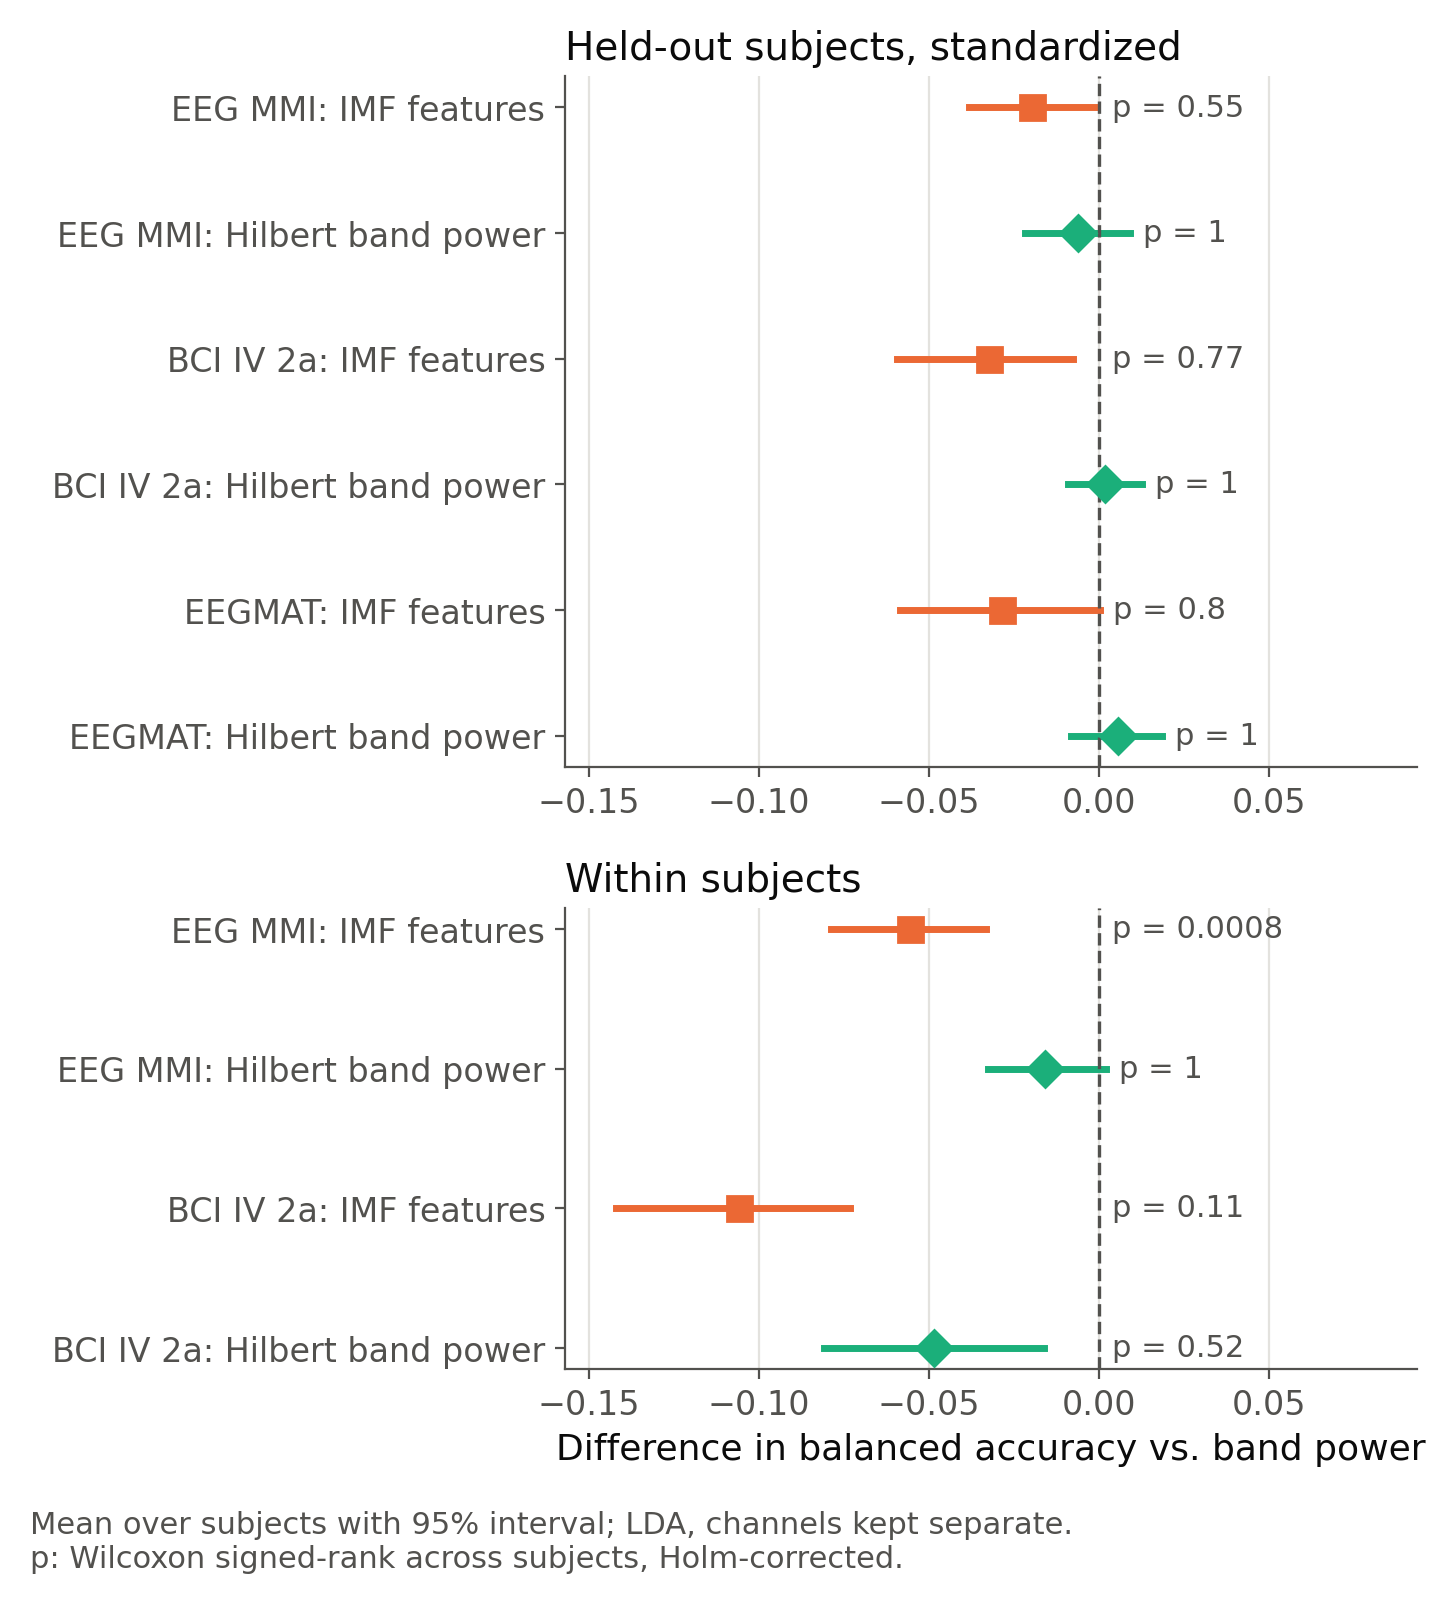 Held-out subjects, standardized
EEG MMI: IMF features
p = 0.55
EEG MMI: Hilbert band power
p = 1
BCI IV 2a: IMF features
p = 0.77
BCI IV 2a: Hilbert band power
p = 1
EEGMAT: IMF features
p = 0.8
EEGMAT: Hilbert band power
p = 1
−0.15 −0.10 −0.05 0.00 0.05
Within subjects
EEG MMI: IMF features
p = 0.0008
EEG MMI: Hilbert band power
p = 1
BCI IV 2a: IMF features
p = 0.11
BCI IV 2a: Hilbert band power
p = 0.52
−0.15 −0.10 −0.05 0.00 0.05
Difference in balanced accuracy vs. band power
Mean over subjects with 95% interval; LDA, channels kept separate.
p: Wilcoxon signed-rank across subjects, Holm-corrected.